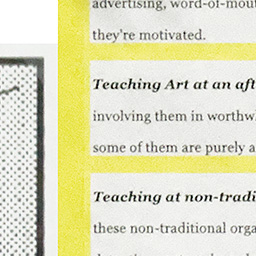 advertising, word-of-mout
they're motivated.
Teaching Art at an aft
involving them in worthw
some of them are purely a
Teaching at non-tradi
these non-traditional orga